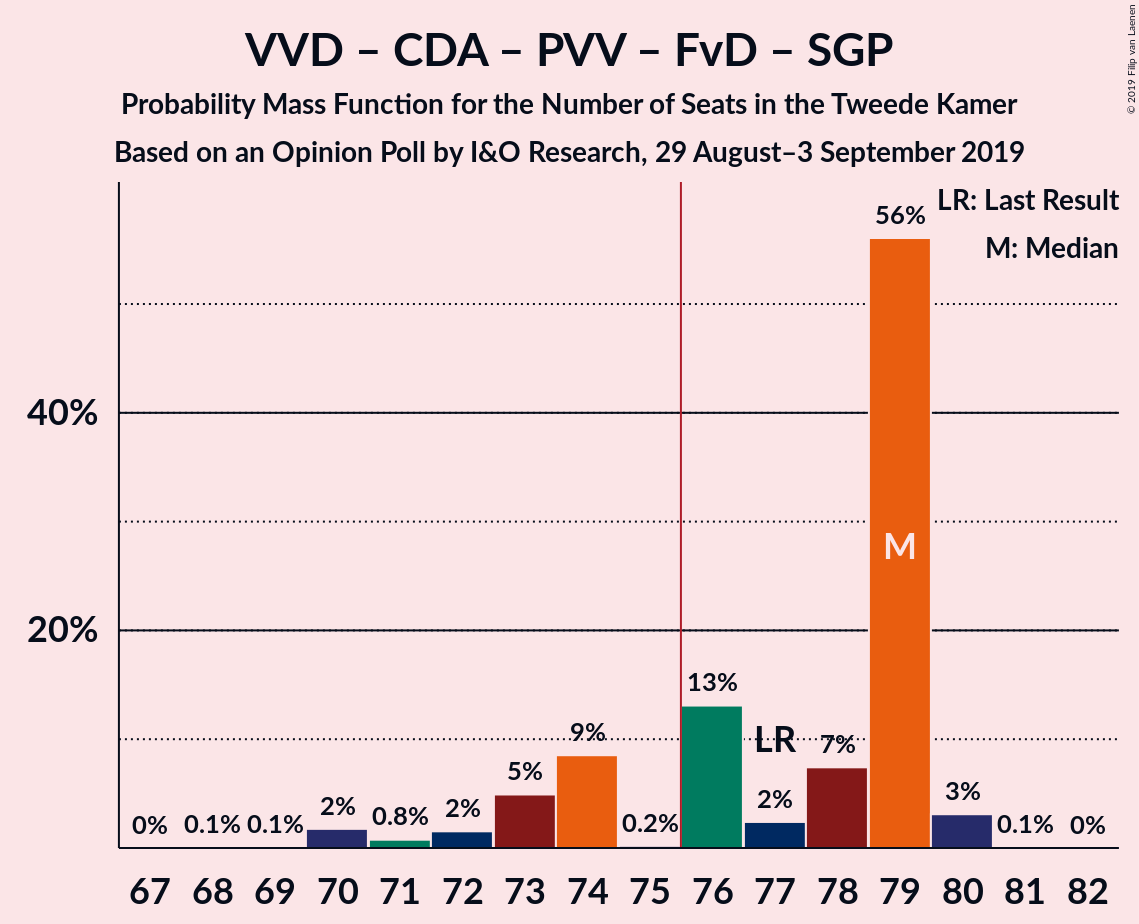 VVD – CDA – PVV – FvD – SGP
Probability Mass Function for the Number of Seats in the Tweede Kamer
Based on an Opinion Poll by I&O Research, 29 August–3 September 2019
© 2019 Filip van Laenen
LR: Last Result
M: Median
56%
40%
M
20%
13%
9%
LR
7%
5%
3%
2%
2%
2%
0.8%
0%
0.1%
0.1%
0.2%
0.1%
0%
67 68 69 70 71 72 73 74 75 76 77 78 79 80 81 82